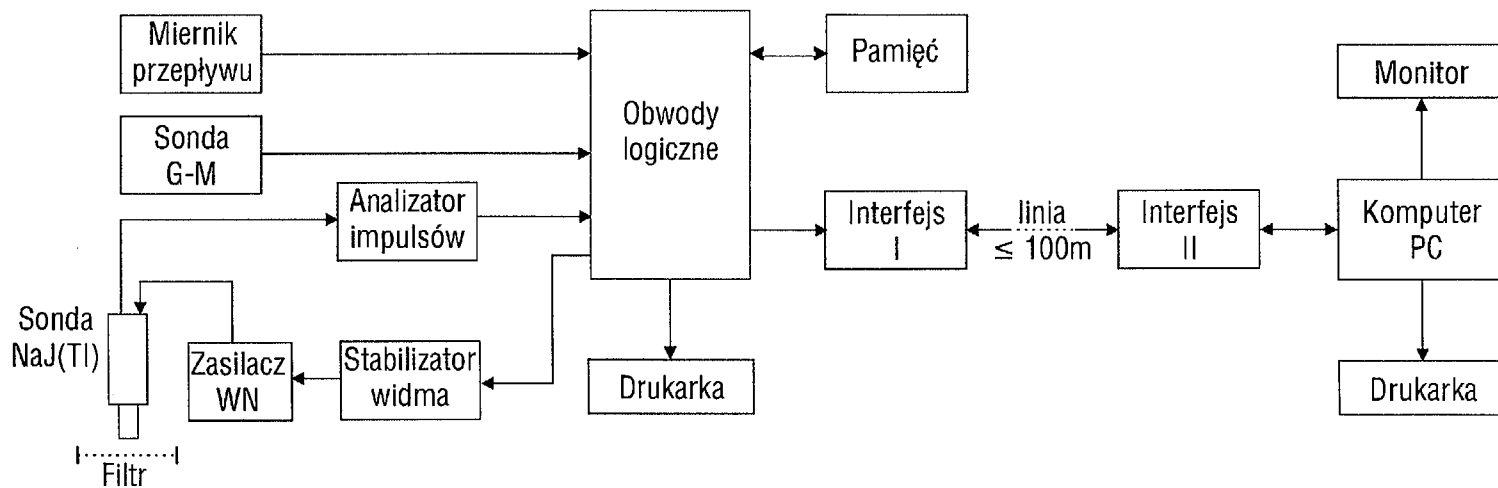 Miernik
przepływu
Sonda
G-M
Analizator
impulsów
Sonda
NaJ(Tl)
Filtr
Zasilacz
WN
Stabilizator
widma
Obwody
logiczne
Pamięć
Drukarka
Interfejs
I
linia
≤ 100m
Interfejs
II
Monitor
Komputer
PC
Drukarka